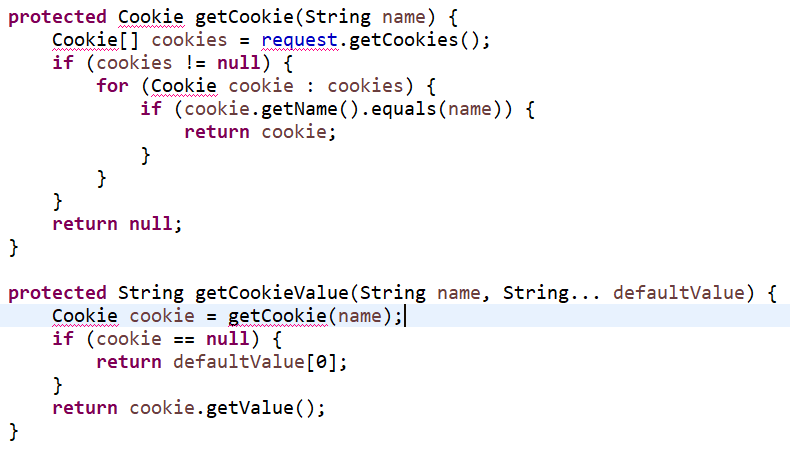 protected Cookie getCookie(String name) {
    Cookie[] cookies = request.getCookies();
    if (cookies != null) {
        for (Cookie cookie : cookies) {
            if (cookie.getName().equals(name)) {
                return cookie;
            }
        }
    }
    return null;
}

protected String getCookieValue(String name, String... defaultValue) {
    Cookie cookie = getCookie(name);
    if (cookie == null) {
        return defaultValue[0];
    }
    return cookie.getValue();
}